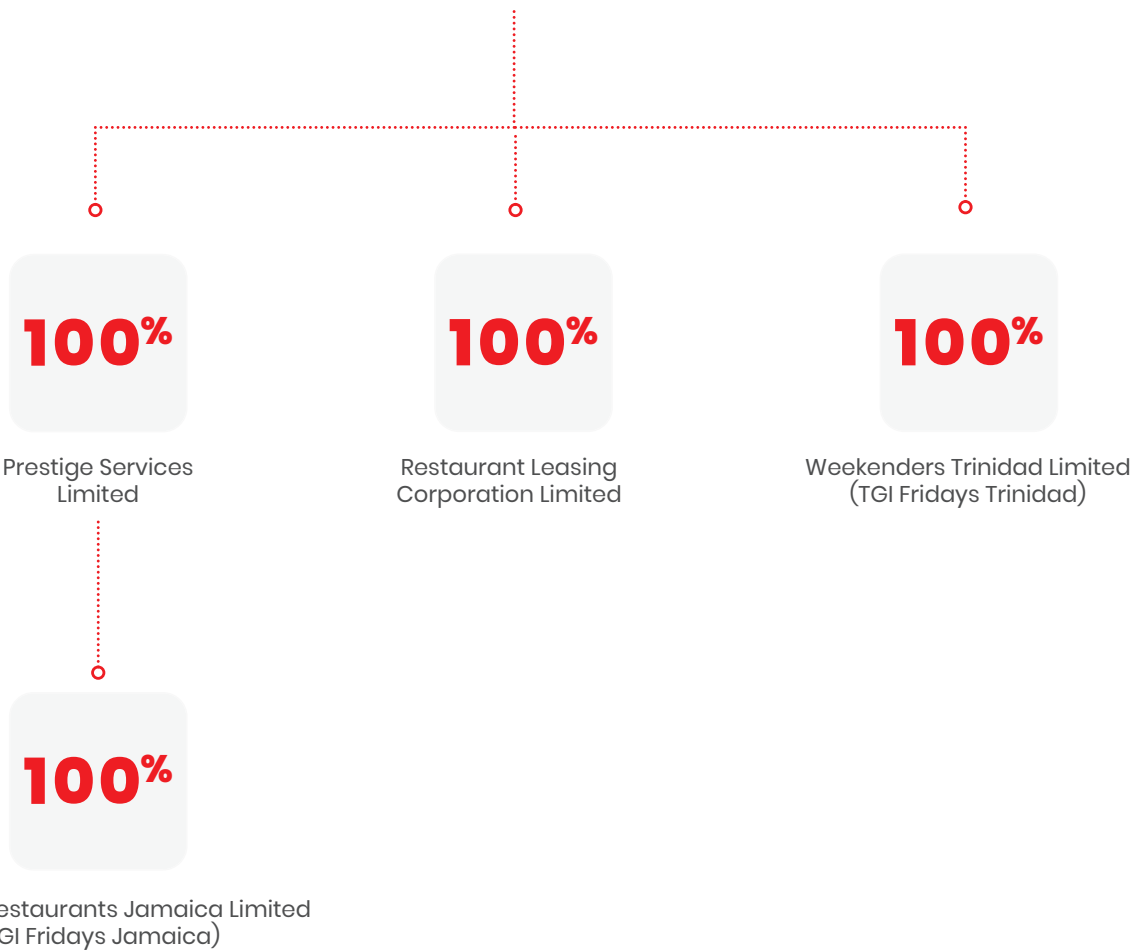 100%
100%
100%
Prestige Services
Limited
Restaurant Leasing
Corporation Limited
Weekenders Trinidad Limited
(TGI Fridays Trinidad)
100%
estaurants Jamaica Limited
GI Fridays Jamaica)